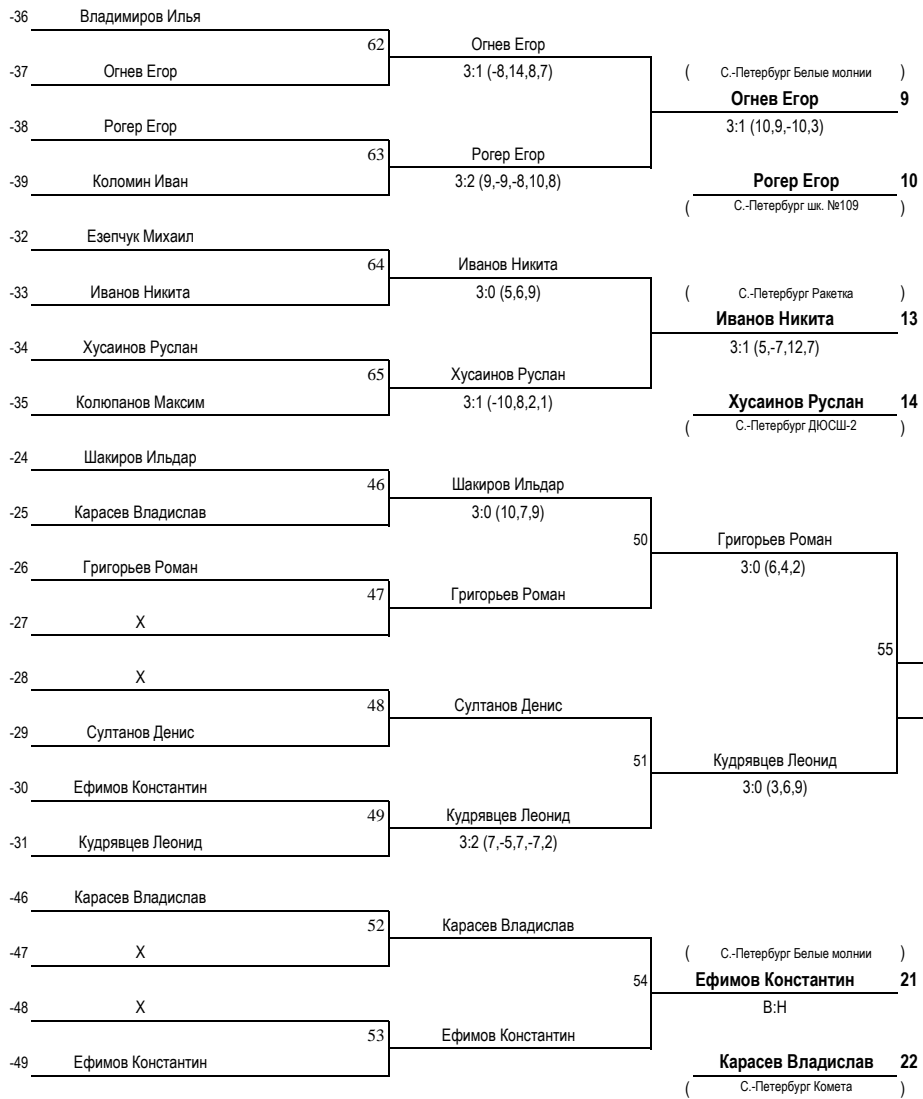 -36 Владимиров Илья
62 Огнев Егор
-37 Огнев Егор 3:1 (-8,14,8,7) ( С.-Петербург Белые молнии )
Огнев Егор 9
-38 Рогер Егор 3:1 (10,9,-10,3)
63 Рогер Егор
-39 Коломин Иван 3:2 (9,-9,-8,10,8) Рогер Егор 10
( С.-Петербург шк. №109 )
-32 Езепчук Михаил
64 Иванов Никита
-33 Иванов Никита 3:0 (5,6,9) ( С.-Петербург Ракетка )
Иванов Никита 13
-34 Хусаинов Руслан 3:1 (5,-7,12,7)
65 Хусаинов Руслан
-35 Колюпанов Максим 3:1 (-10,8,2,1) Хусаинов Руслан 14
( С.-Петербург ДЮСШ-2 )
-24 Шакиров Ильдар
46 Шакиров Ильдар
-25 Карасев Владислав 3:0 (10,7,9)
50 Григорьев Роман
-26 Григорьев Роман 3:0 (6,4,2)
47 Григорьев Роман
-27 X
55
-28 X
48 Султанов Денис
-29 Султанов Денис
51 Кудрявцев Леонид
-30 Ефимов Константин 3:0 (3,6,9)
49 Кудрявцев Леонид
-31 Кудрявцев Леонид 3:2 (7,-5,7,-7,2)
-46 Карасев Владислав
52 Карасев Владислав
-47 X ( С.-Петербург Белые молнии )
54 Ефимов Константин 21
-48 X В:Н
53 Ефимов Константин
-49 Ефимов Константин Карасев Владислав 22
( С.-Петербург Комета )